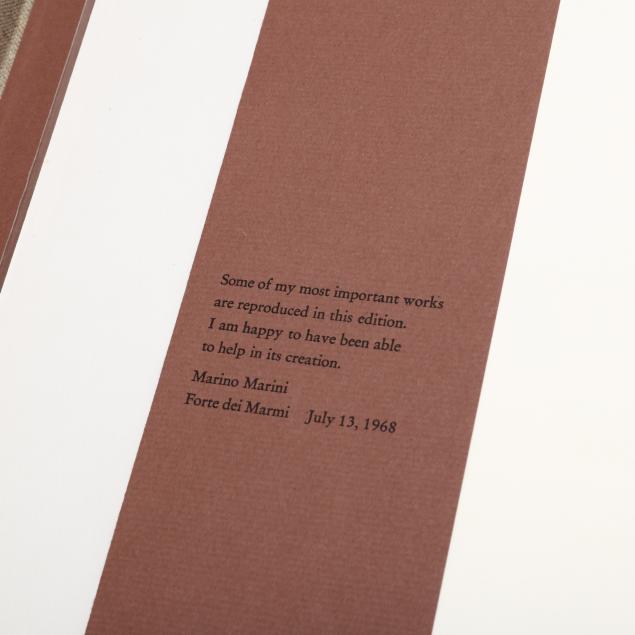 Some of my most important works
are reproduced in this edition.
I am happy to have been able
to help in its creation.
Marino Marini
Forte dei Marmi July 13, 1968